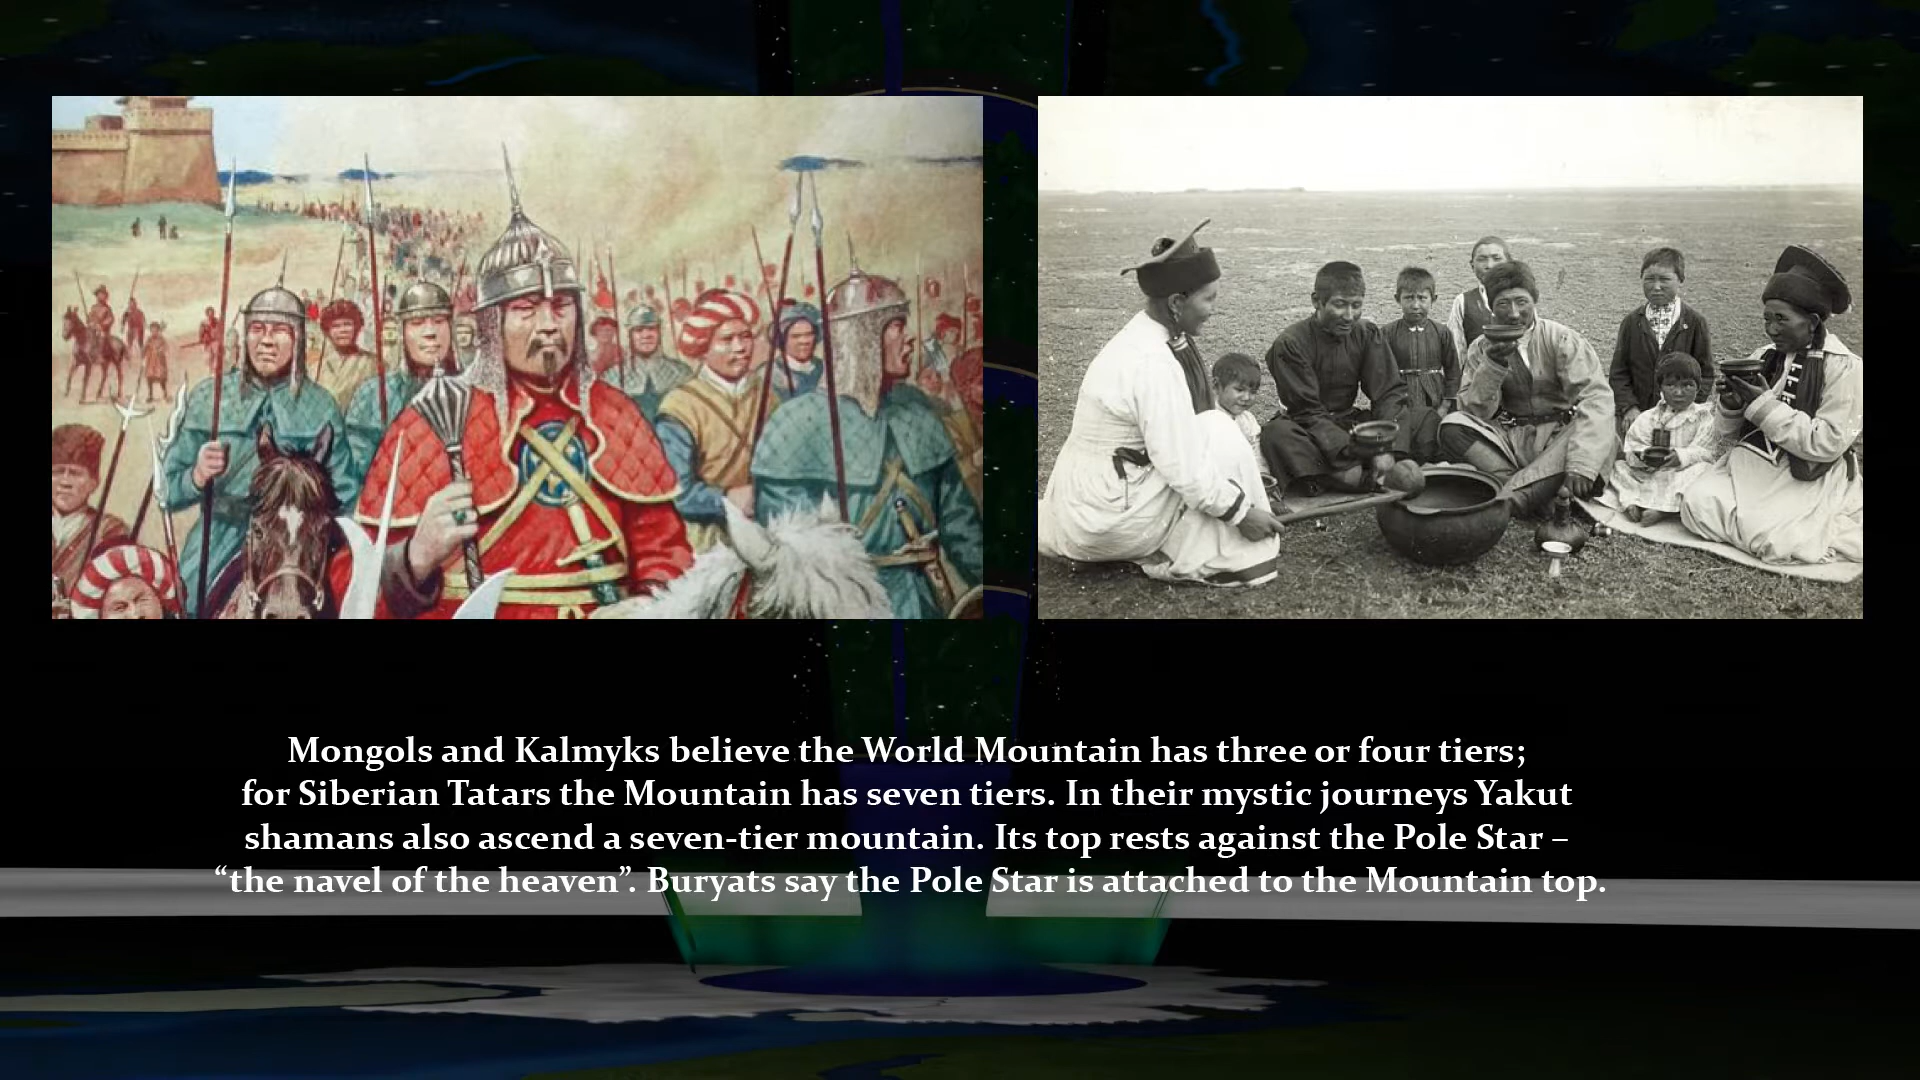 Mongols and Kalmyks believe the World Mountain has three or four tiers;
for Siberian Tatars the Mountain has seven tiers. In their mystic journeys Yakut
shamans also ascend a seven-tier mountain. Its top rests against the Pole Star –
“the navel of the heaven”. Buryats say the Pole Star is attached to the Mountain top.